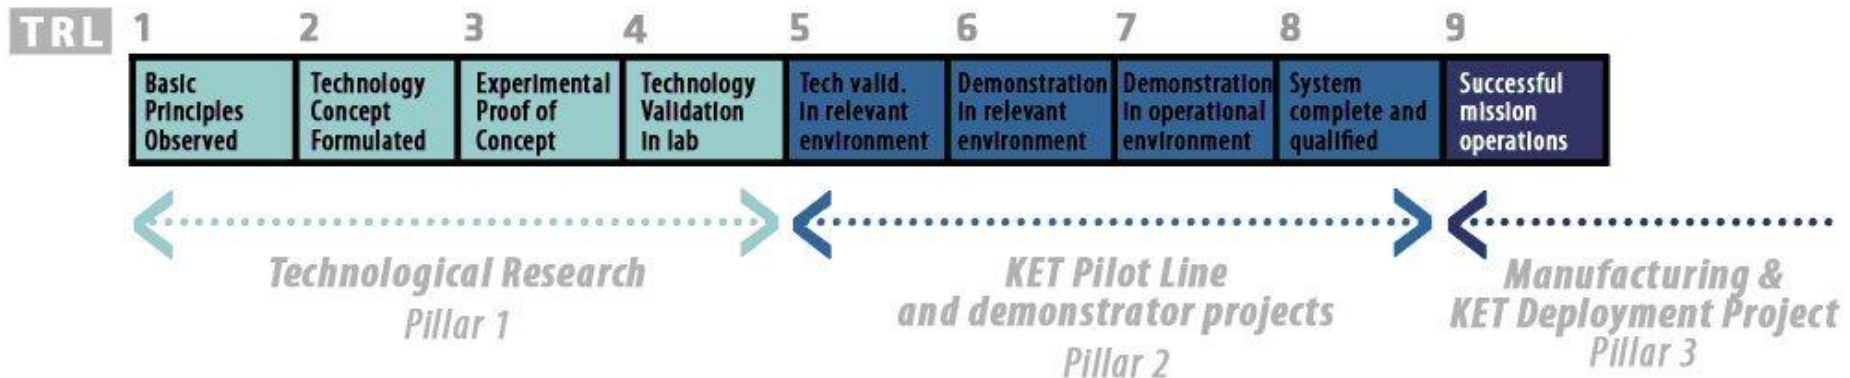 TRL 1 2 3 4 5 6 7 8 9
Basic
Principles
Observed
Technology
Concept
Formulated
Experimental
Proof of
Concept
Technology
Validation
in lab
Tech valid.
in relevant
environment
Demonstration
in relevant
environment
Demonstration
in operational
environment
System
complete and
qualified
Successful
mission
operations
Technological Research
Pillar 1
KET Pilot Line
and demonstrator projects
Pillar 2
Manufacturing &
KET Deployment Project
Pillar 3